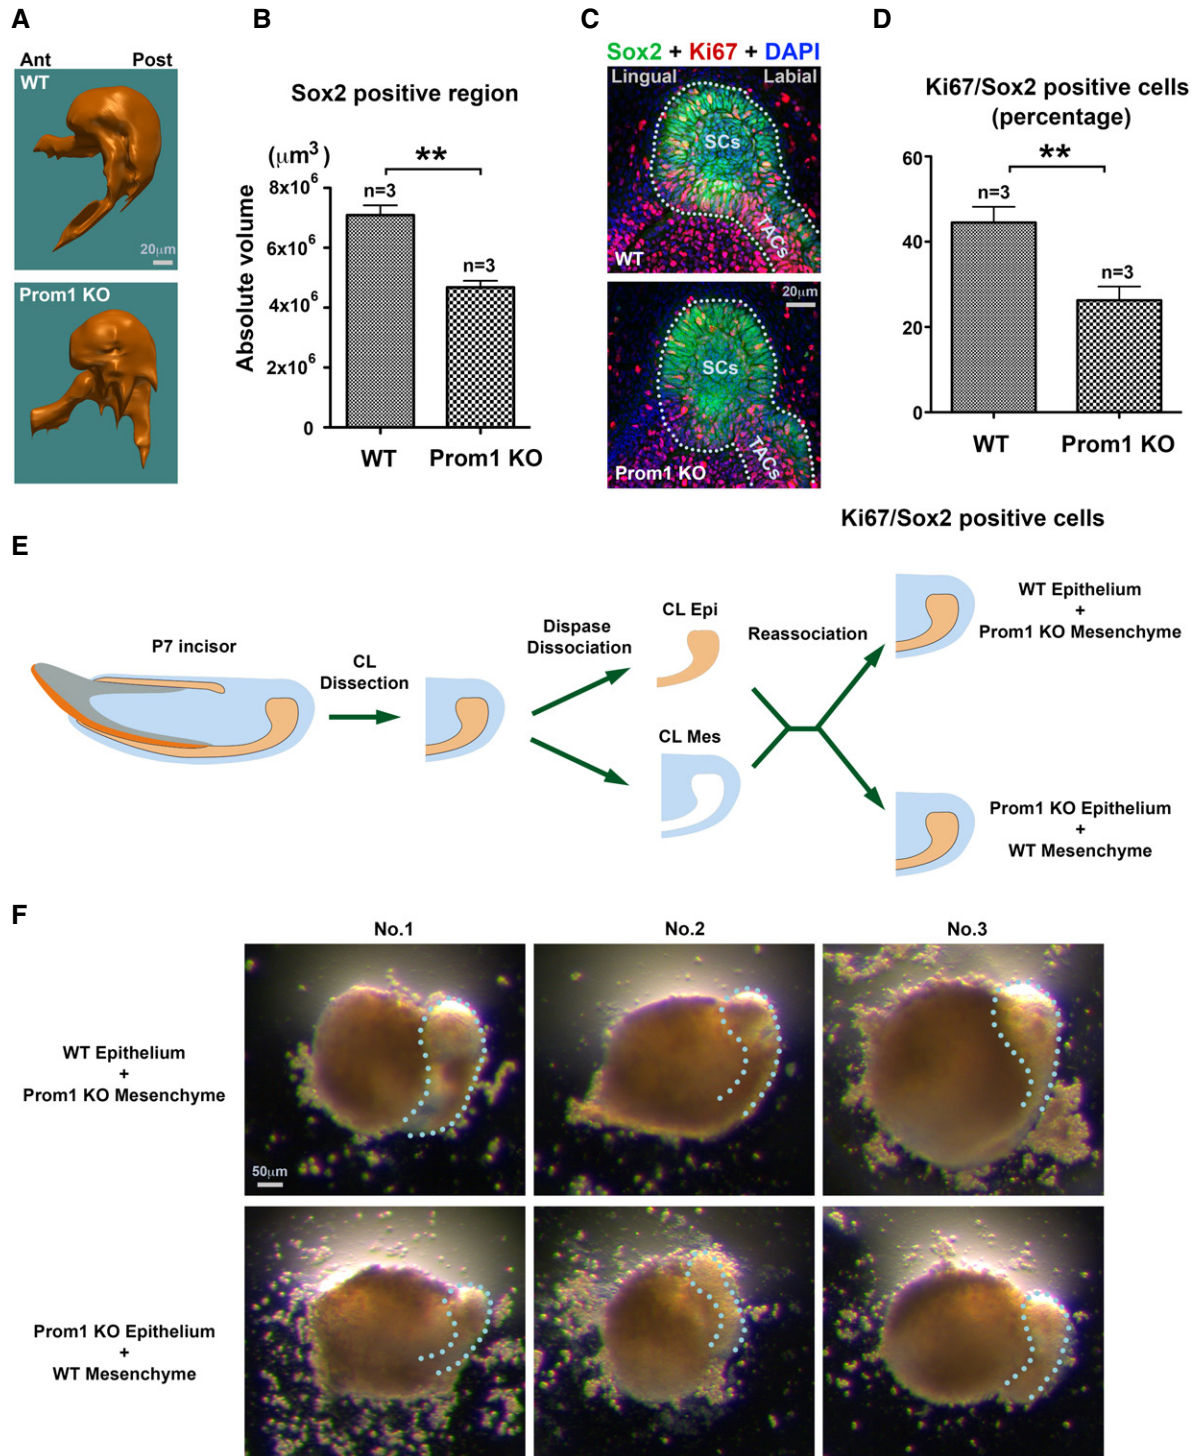 A
Ant Post
WT
20μm
Prom1 KO
B
Sox2 positive region
(μm³)
**
8x10⁶
6x10⁶
4x10⁶
2x10⁶
0
Absolute volume
n=3
n=3
WT Prom1 KO
C
Sox2 + Ki67 + DAPI
Lingual Labial
SCs
TACs
WT
20μm
SCs
TACs
Prom1 KO
D
Ki67/Sox2 positive cells
(percentage)
**
60
40
20
0
n=3
n=3
WT Prom1 KO
Ki67/Sox2 positive cells
E
P7 incisor
CL
Dissection
Dispase
Dissociation
CL Epi
CL Mes
Reassociation
WT Epithelium
+
Prom1 KO Mesenchyme
Prom1 KO Epithelium
+
WT Mesenchyme
F
No.1 No.2 No.3
WT Epithelium
+
Prom1 KO Mesenchyme
50μm
Prom1 KO Epithelium
+
WT Mesenchyme